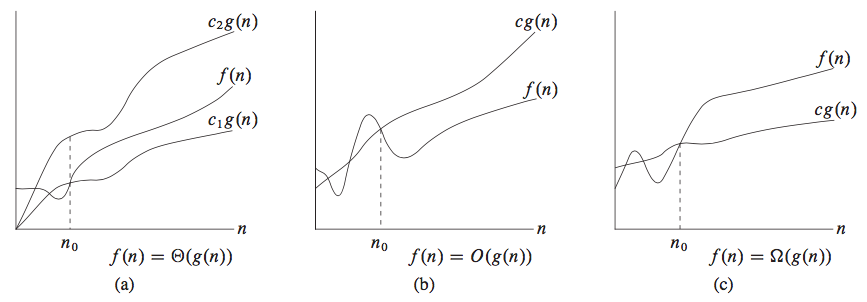 c₂g(n)
f(n)
c₁g(n)
n
n₀
f(n) = Θ(g(n))
(a)
cg(n)
f(n)
n
n₀
f(n) = O(g(n))
(b)
f(n)
cg(n)
n
n₀
f(n) = Ω(g(n))
(c)